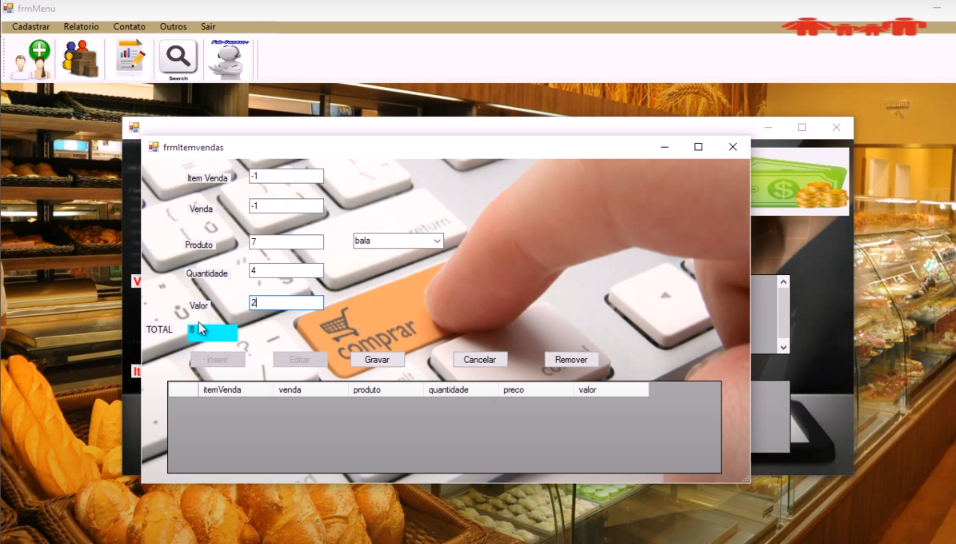 frmMenu
Cadastrar Relatorio Contato Outros Sair
Search
frmItemvendas
Item Venda -1
Venda -1
return
Produto 7 bala
Quantidade 4
Valor 2
comprar
TOTAL 8
Inserir Editar Gravar Cancelar Remover
itemVenda venda produto quantidade preco valor